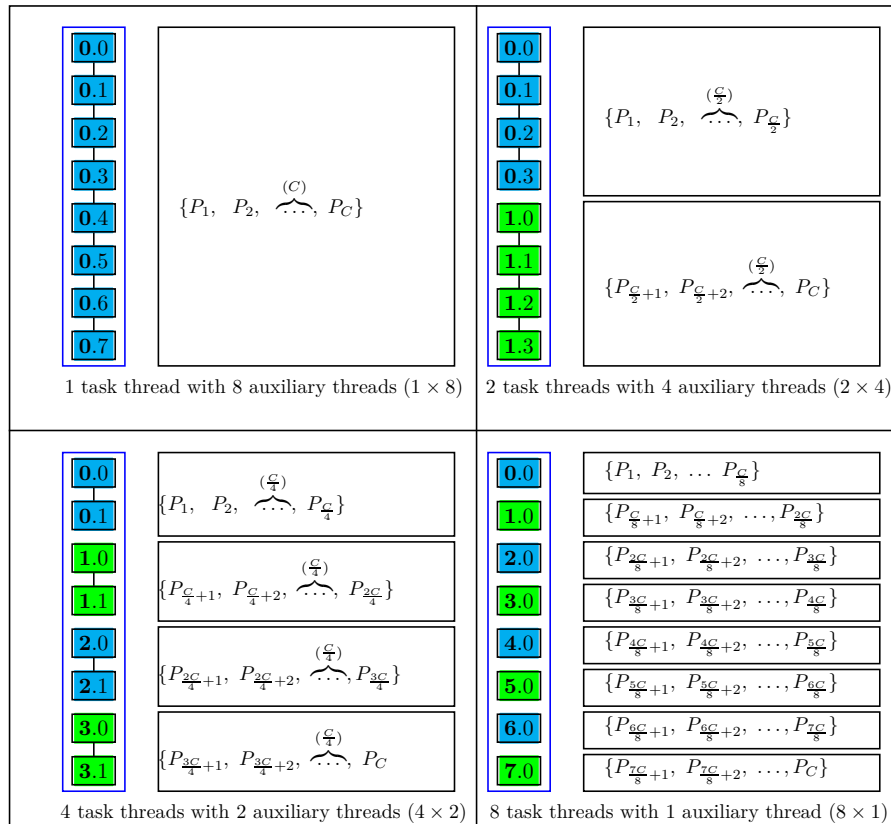 0.0
0.1
0.2
0.3
0.4
0.5
0.6
0.7
(C)
{P_1, P_2, ..., P_C}
1 task thread with 8 auxiliary threads (1 × 8)
0.0
0.1
0.2
0.3
1.0
1.1
1.2
1.3
(C/2)
{P_1, P_2, ..., P_{C/2}}
(C/2)
{P_{C/2+1}, P_{C/2+2}, ..., P_C}
2 task threads with 4 auxiliary threads (2 × 4)
0.0
0.1
1.0
1.1
2.0
2.1
3.0
3.1
(C/4)
{P_1, P_2, ..., P_{C/4}}
(C/4)
{P_{C/4+1}, P_{C/4+2}, ..., P_{2C/4}}
(C/4)
{P_{2C/4+1}, P_{2C/4+2}, ..., P_{3C/4}}
(C/4)
{P_{3C/4+1}, P_{3C/4+2}, ..., P_C
4 task threads with 2 auxiliary threads (4 × 2)
0.0
{P_1, P_2, ... P_{C/8}}
1.0
{P_{C/8+1}, P_{C/8+2}, ..., P_{2C/8}}
2.0
{P_{2C/8+1}, P_{2C/8+2}, ..., P_{3C/8}}
3.0
{P_{3C/8+1}, P_{3C/8+2}, ..., P_{4C/8}}
4.0
{P_{4C/8+1}, P_{4C/8+2}, ..., P_{5C/8}}
5.0
{P_{5C/8+1}, P_{5C/8+2}, ..., P_{6C/8}}
6.0
{P_{6C/8+1}, P_{6C/8+2}, ..., P_{7C/8}}
7.0
{P_{7C/8+1}, P_{7C/8+2}, ..., P_C}
8 task threads with 1 auxiliary thread (8 × 1)